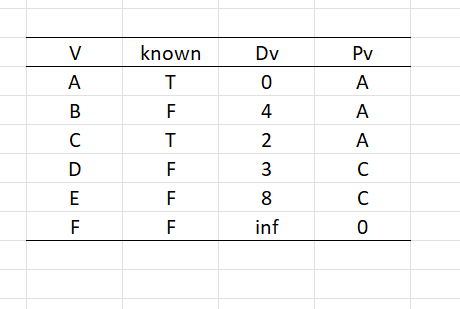 V known Dv Pv
A T 0 A
B F 4 A
C T 2 A
D F 3 C
E F 8 C
F F inf 0